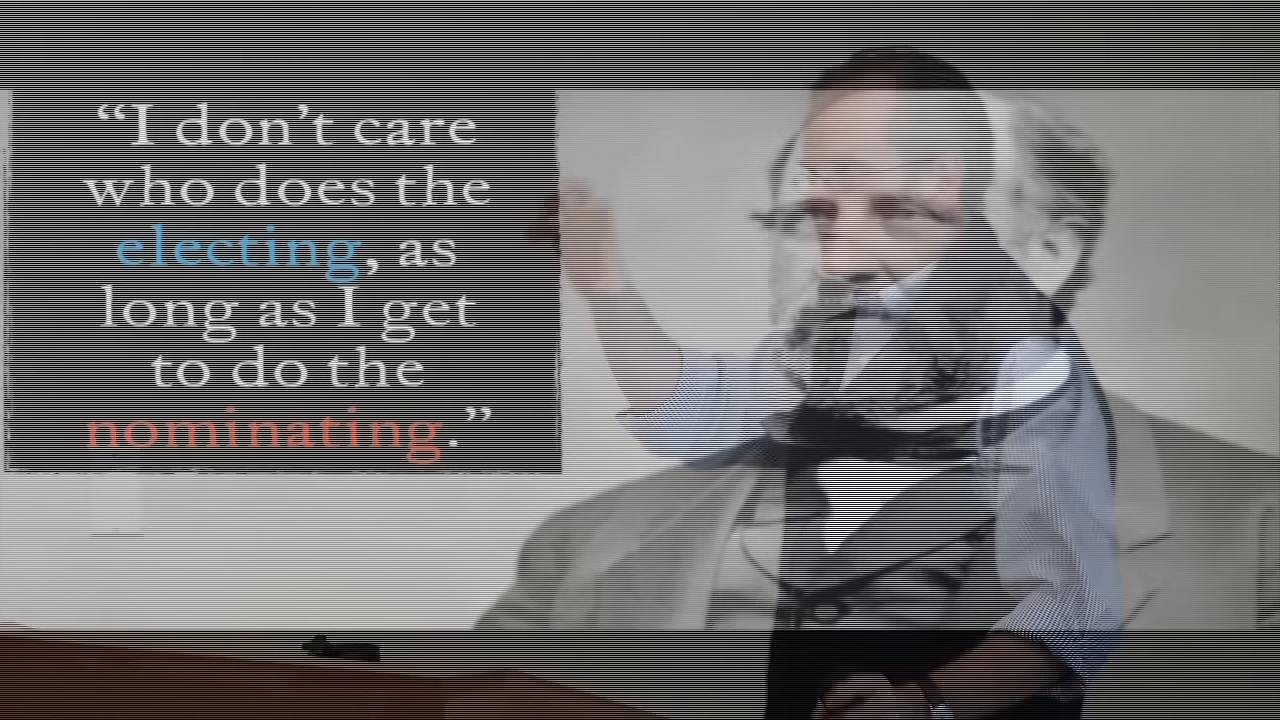 “I don’t care
who does the
electing, as
long as I get
to do the
nominating.”